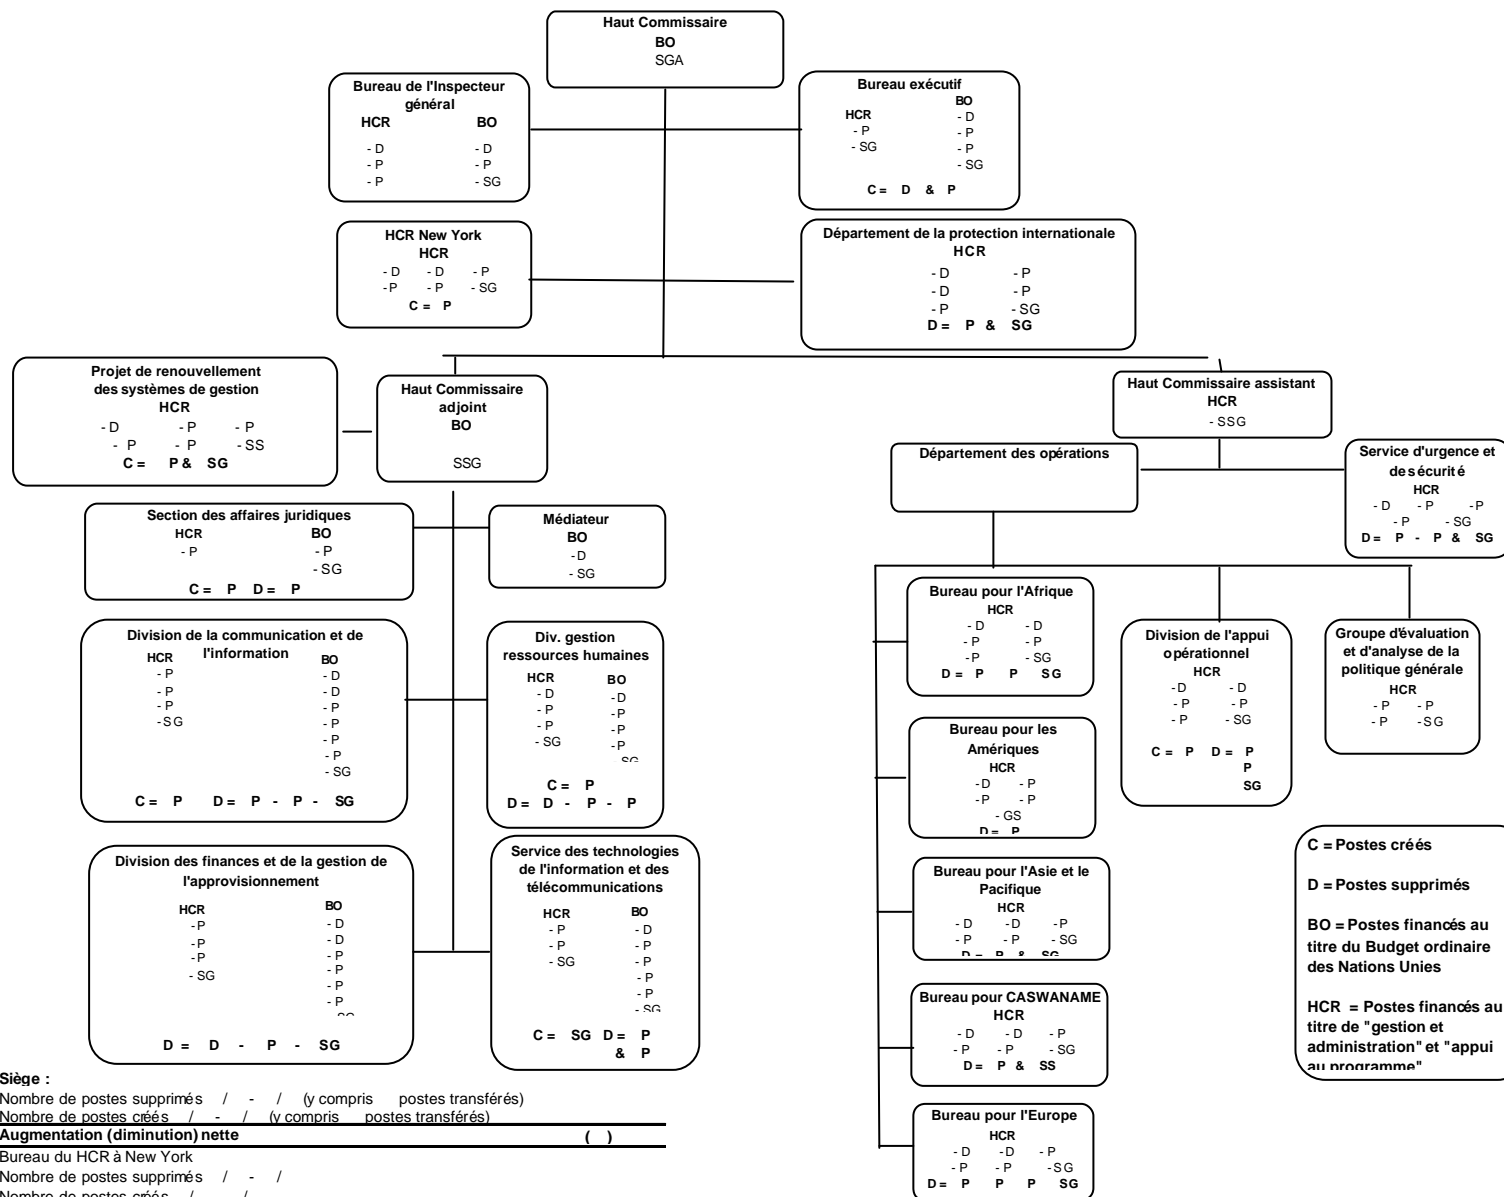 Haut Commissaire
BO
SGA
Bureau de l'Inspecteur
général
HCR BO
- D - D
- P - P
- P - SG
Bureau exécutif
BO
HCR - D
- P - P
- SG - P
- SG
C = D & P
HCR New York
HCR
- D - D - P
- P - P - SG
C = P
Département de la protection internationale
HCR
- D - P
- D - P
- P - SG
D = P & SG
Projet de renouvellement
des systèmes de gestion
HCR
- D - P - P
- P - P - SS
C = P & SG
Haut Commissaire
adjoint
BO
SSG
Haut Commissaire assistant
HCR
- SSG
Département des opérations
Service d'urgence et
de sécurité
HCR
- D - P - P
- P - SG
D = P - P & SG
Section des affaires juridiques
HCR BO
- P - P
- SG
C = P D = P
Médiateur
BO
- D
- SG
Division de la communication et de
l'information
HCR BO
- P - D
- P - D
- P - P
- SG - P
- P
- P
- SG
C = P D = P - P - SG
Div. gestion
ressources humaines
HCR BO
- D - D
- P - P
- P - P
- SG - P
- SG
C = P
D = D - P - P
Bureau pour l'Afrique
HCR
- D - D
- P - P
- P - SG
D = P P SG
Division de l'appui
opérationnel
HCR
- D - D
- P - P
- P - SG
C = P D = P
P
SG
Groupe d'évaluation
et d'analyse de la
politique générale
HCR
- P - P
- P - SG
Bureau pour les
Amériques
HCR
- D - P
- P - P
- GS
D = P
Division des finances et de la gestion de
l'approvisionnement
HCR BO
- P - D
- P - D
- P - P
- SG - P
- P
- P
- SG
D = D - P - SG
Service des technologies
de l'information et des
télécommunications
HCR BO
- P - D
- P - P
- SG - P
- P
- P
- SG
C = SG D = P
& P
Bureau pour l'Asie et le
Pacifique
HCR
- D - D - P
- P - P - SG
D = P & SG
Bureau pour CASWANAME
HCR
- D - D - P
- P - P - SG
D = P & SS
Bureau pour l'Europe
HCR
- D - D - P
- P - P - SG
D = P P P SG
C = Postes créés
D = Postes supprimés
BO = Postes financés au
titre du Budget ordinaire
des Nations Unies
HCR = Postes financés au
titre de "gestion et
administration" et "appui
au programme"
Siège :
Nombre de postes supprimés / - / (y compris postes transférés)
Nombre de postes créés / - / (y compris postes transférés)
Augmentation (diminution) nette ( )
Bureau du HCR à New York
Nombre de postes supprimés / - /
Nombre de postes créés / /